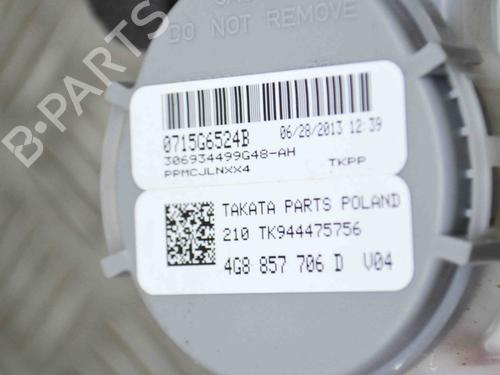 DO NOT REMOVE
0715G6524B 06/28/2013 12:39
306934499G48-AH TKPP
PPMCJLNXX4
TAKATA PARTS POLAND
210 TK944475756
4G8 857 706 D V04
B-PARTS